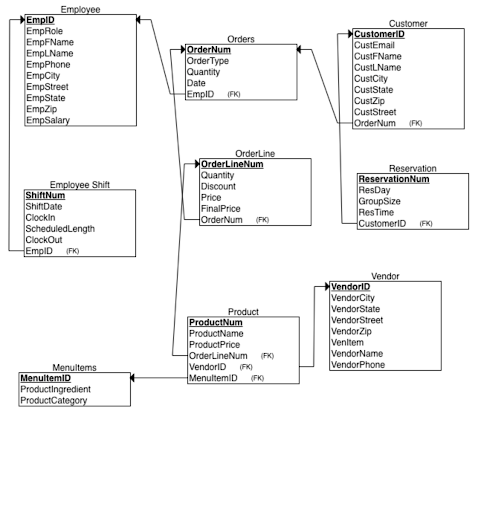 Employee
EmpID
EmpRole
EmpFName
EmpLName
EmpPhone
EmpCity
EmpStreet
EmpState
EmpZip
EmpSalary
Orders
OrderNum
OrderType
Quantity
Date
EmpID (FK)
Customer
CustomerID
CustEmail
CustFName
CustLName
CustCity
CustState
CustZip
CustStreet
OrderNum (FK)
Employee Shift
ShiftNum
ShiftDate
ClockIn
ScheduledLength
ClockOut
EmpID (FK)
OrderLine
OrderLineNum
Quantity
Discount
Price
FinalPrice
OrderNum (FK)
Reservation
ReservationNum
ResDay
GroupSize
ResTime
CustomerID (FK)
Vendor
VendorID
VendorCity
VendorState
VendorStreet
VendorZip
VenItem
VendorName
VendorPhone
Product
ProductNum
ProductName
ProductPrice
OrderLineNum (FK)
VendorID (FK)
MenuItemID (FK)
MenuItems
MenuItemID
ProductIngredient
ProductCategory